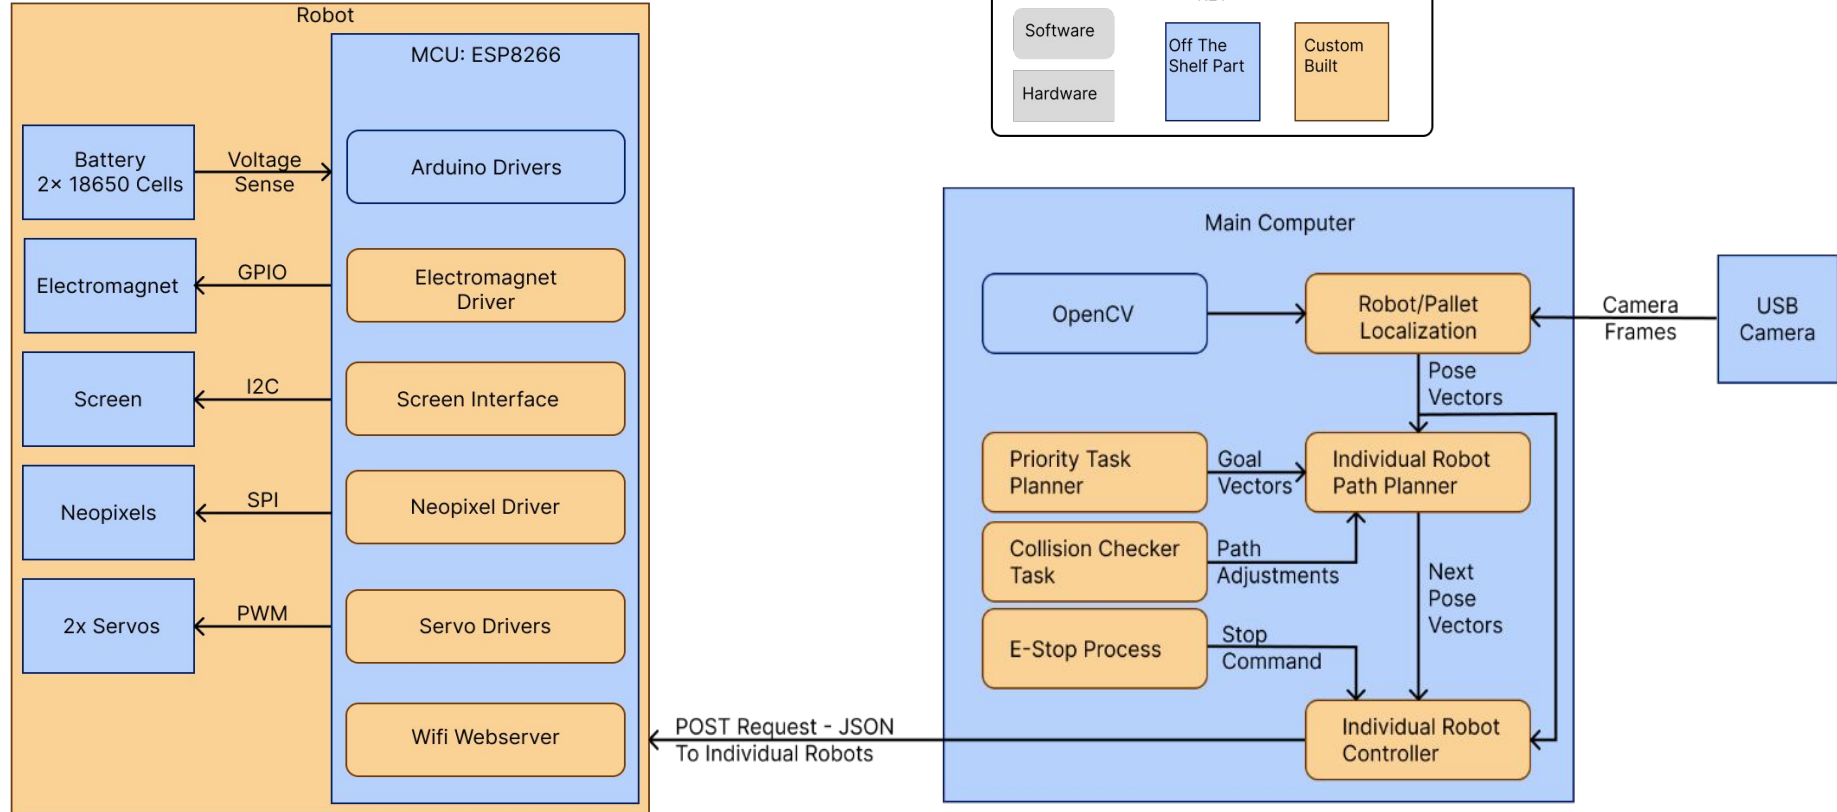 Robot
MCU: ESP8266
Battery
2× 18650 Cells
Voltage
Sense
Arduino Drivers
Electromagnet
GPIO
Electromagnet
Driver
Screen
I2C
Screen Interface
Neopixels
SPI
Neopixel Driver
2x Servos
PWM
Servo Drivers
Wifi Webserver
POST Request - JSON
To Individual Robots
Software
Hardware
Off The
Shelf Part
Custom
Built
Main Computer
OpenCV
Robot/Pallet
Localization
Camera
Frames
USB
Camera
Pose
Vectors
Priority Task
Planner
Goal
Vectors
Individual Robot
Path Planner
Collision Checker
Task
Path
Adjustments
Next
Pose
Vectors
E-Stop Process
Stop
Command
Individual Robot
Controller